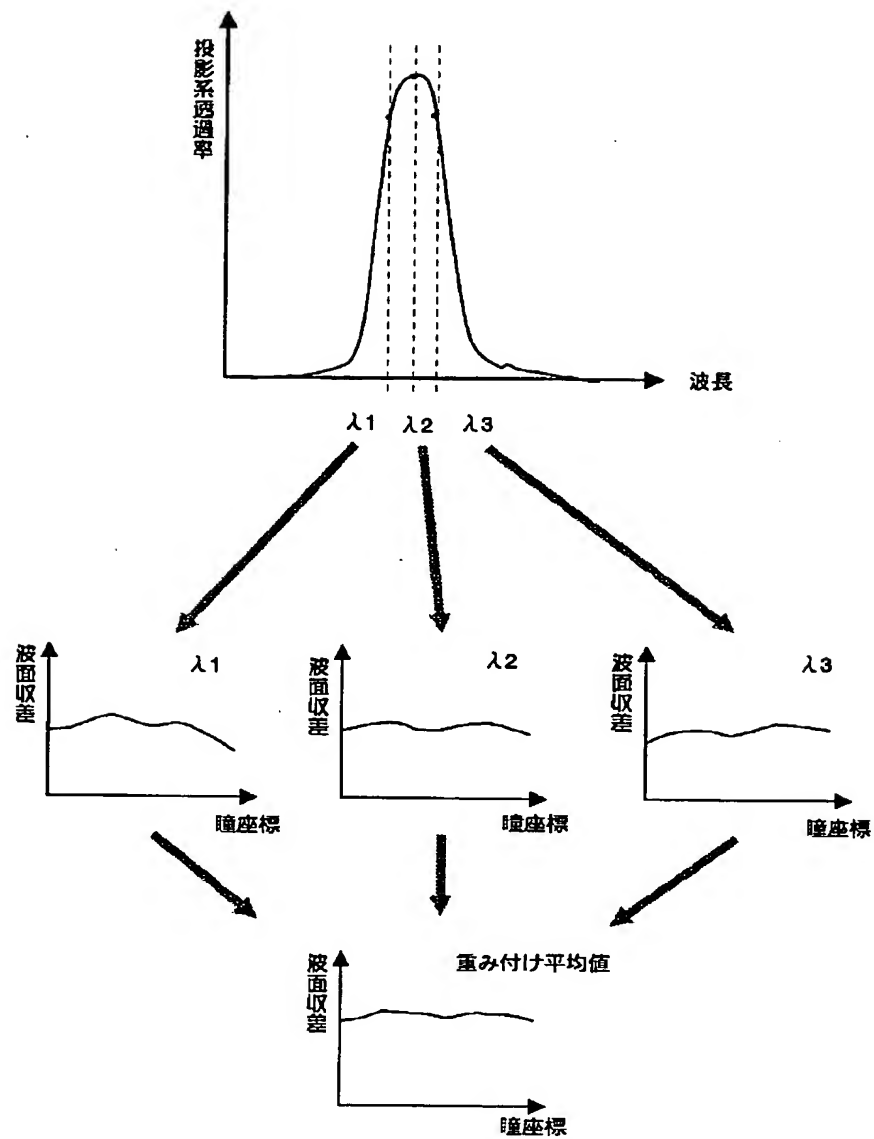 投影系透過率
波長
λ1 λ2 λ3
波面収差
λ1
瞳座標
波面収差
λ2
瞳座標
波面収差
λ3
瞳座標
波面収差
重み付け平均値
瞳座標